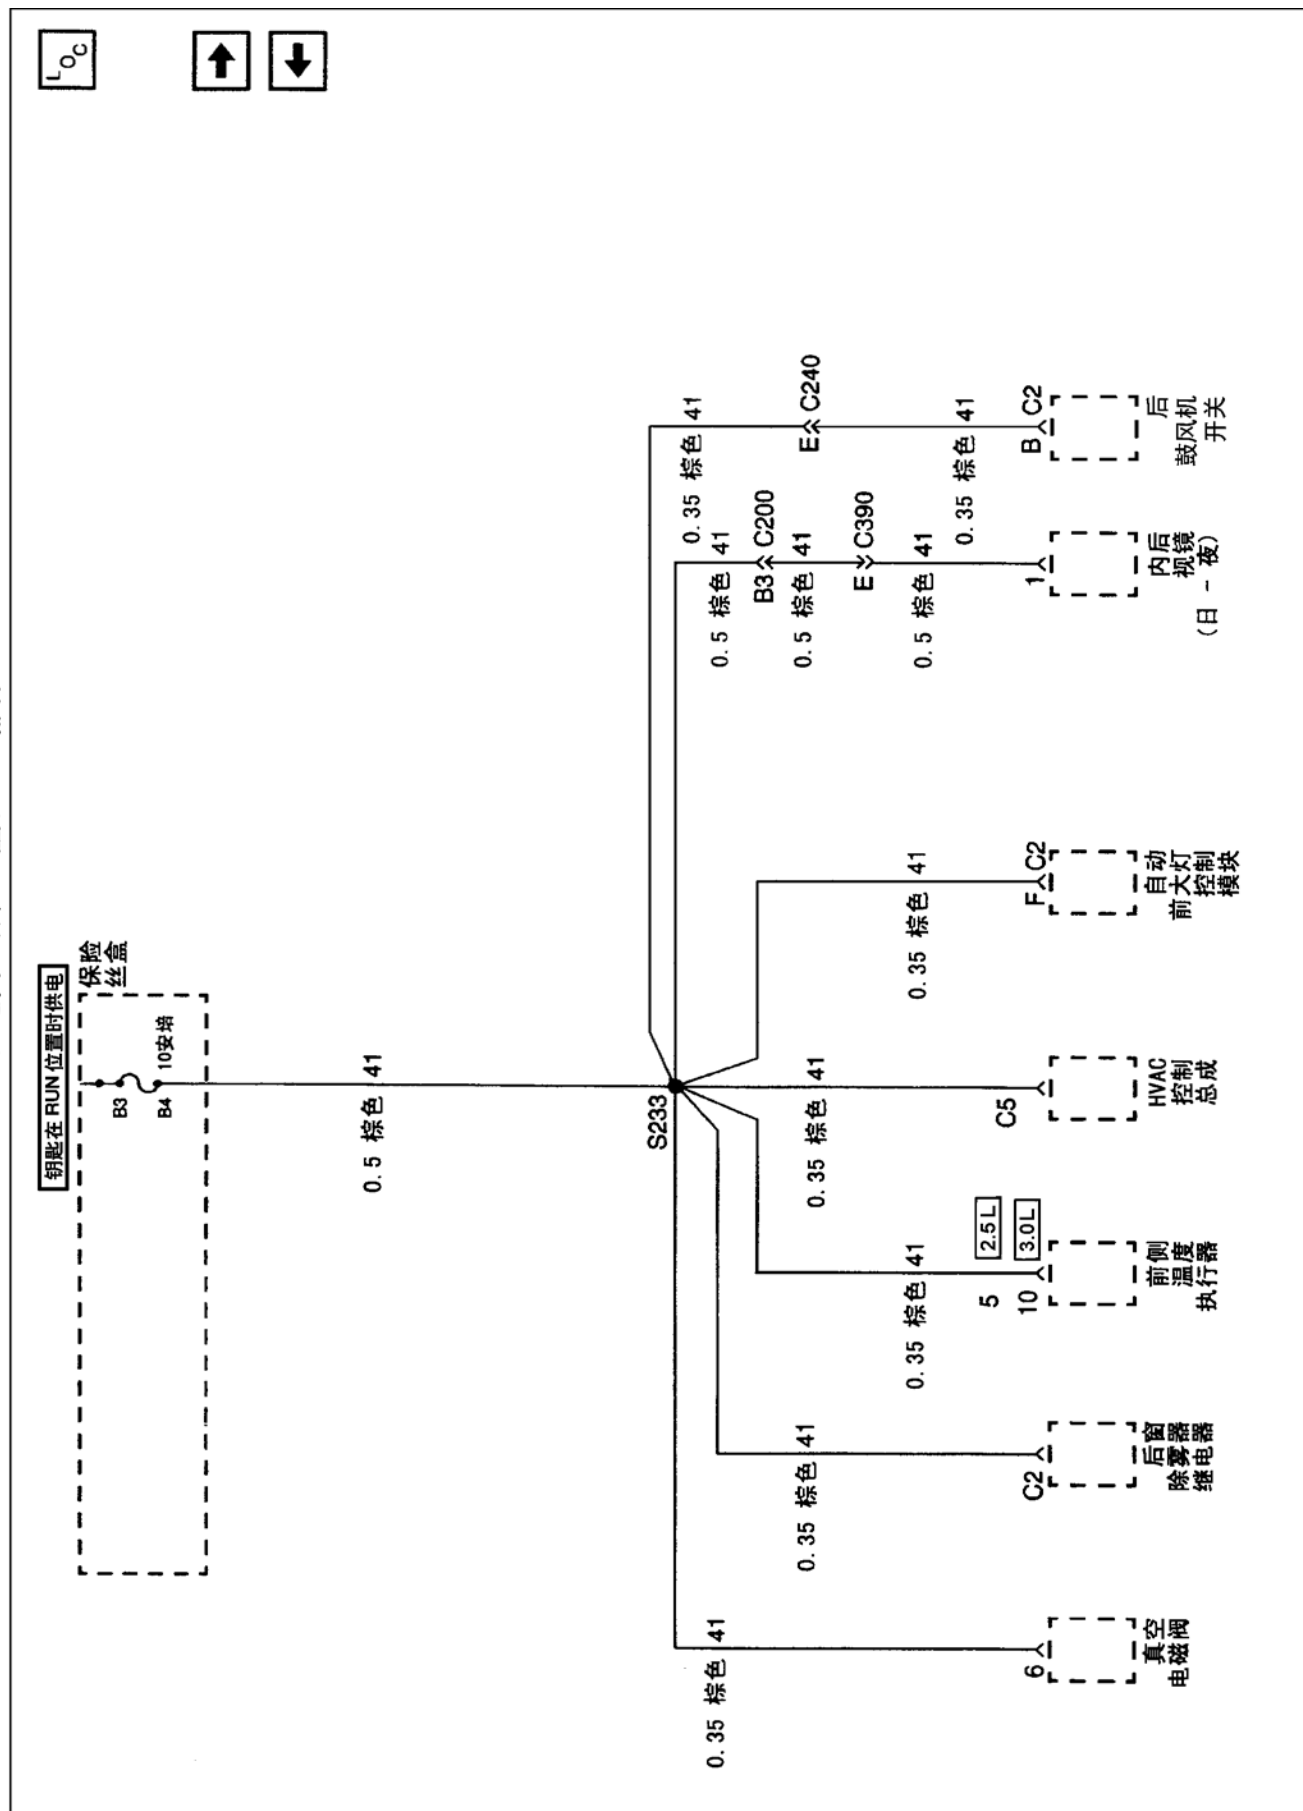 LOC
钥匙在 RUN 位置时供电
保险
丝盒
B3
B4
10安培
0.5 棕色 41
S233
0.35 棕色 41
6
真空
电磁阀
0.35 棕色 41
C2
后窗
除雾器
继电器
0.35 棕色 41
5 2.5L
10 3.0L
前侧
温度
执行器
0.35 棕色 41
C5
HVAC
控制
总成
0.35 棕色 41
F C2
自动
前大灯
控制
模块
0.5 棕色 41
B3 C200
0.5 棕色 41
E C390
0.5 棕色 41
1
内后
视镜
(日 - 夜)
0.35 棕色 41
E C240
0.35 棕色 41
B C2
后
鼓风机
开关